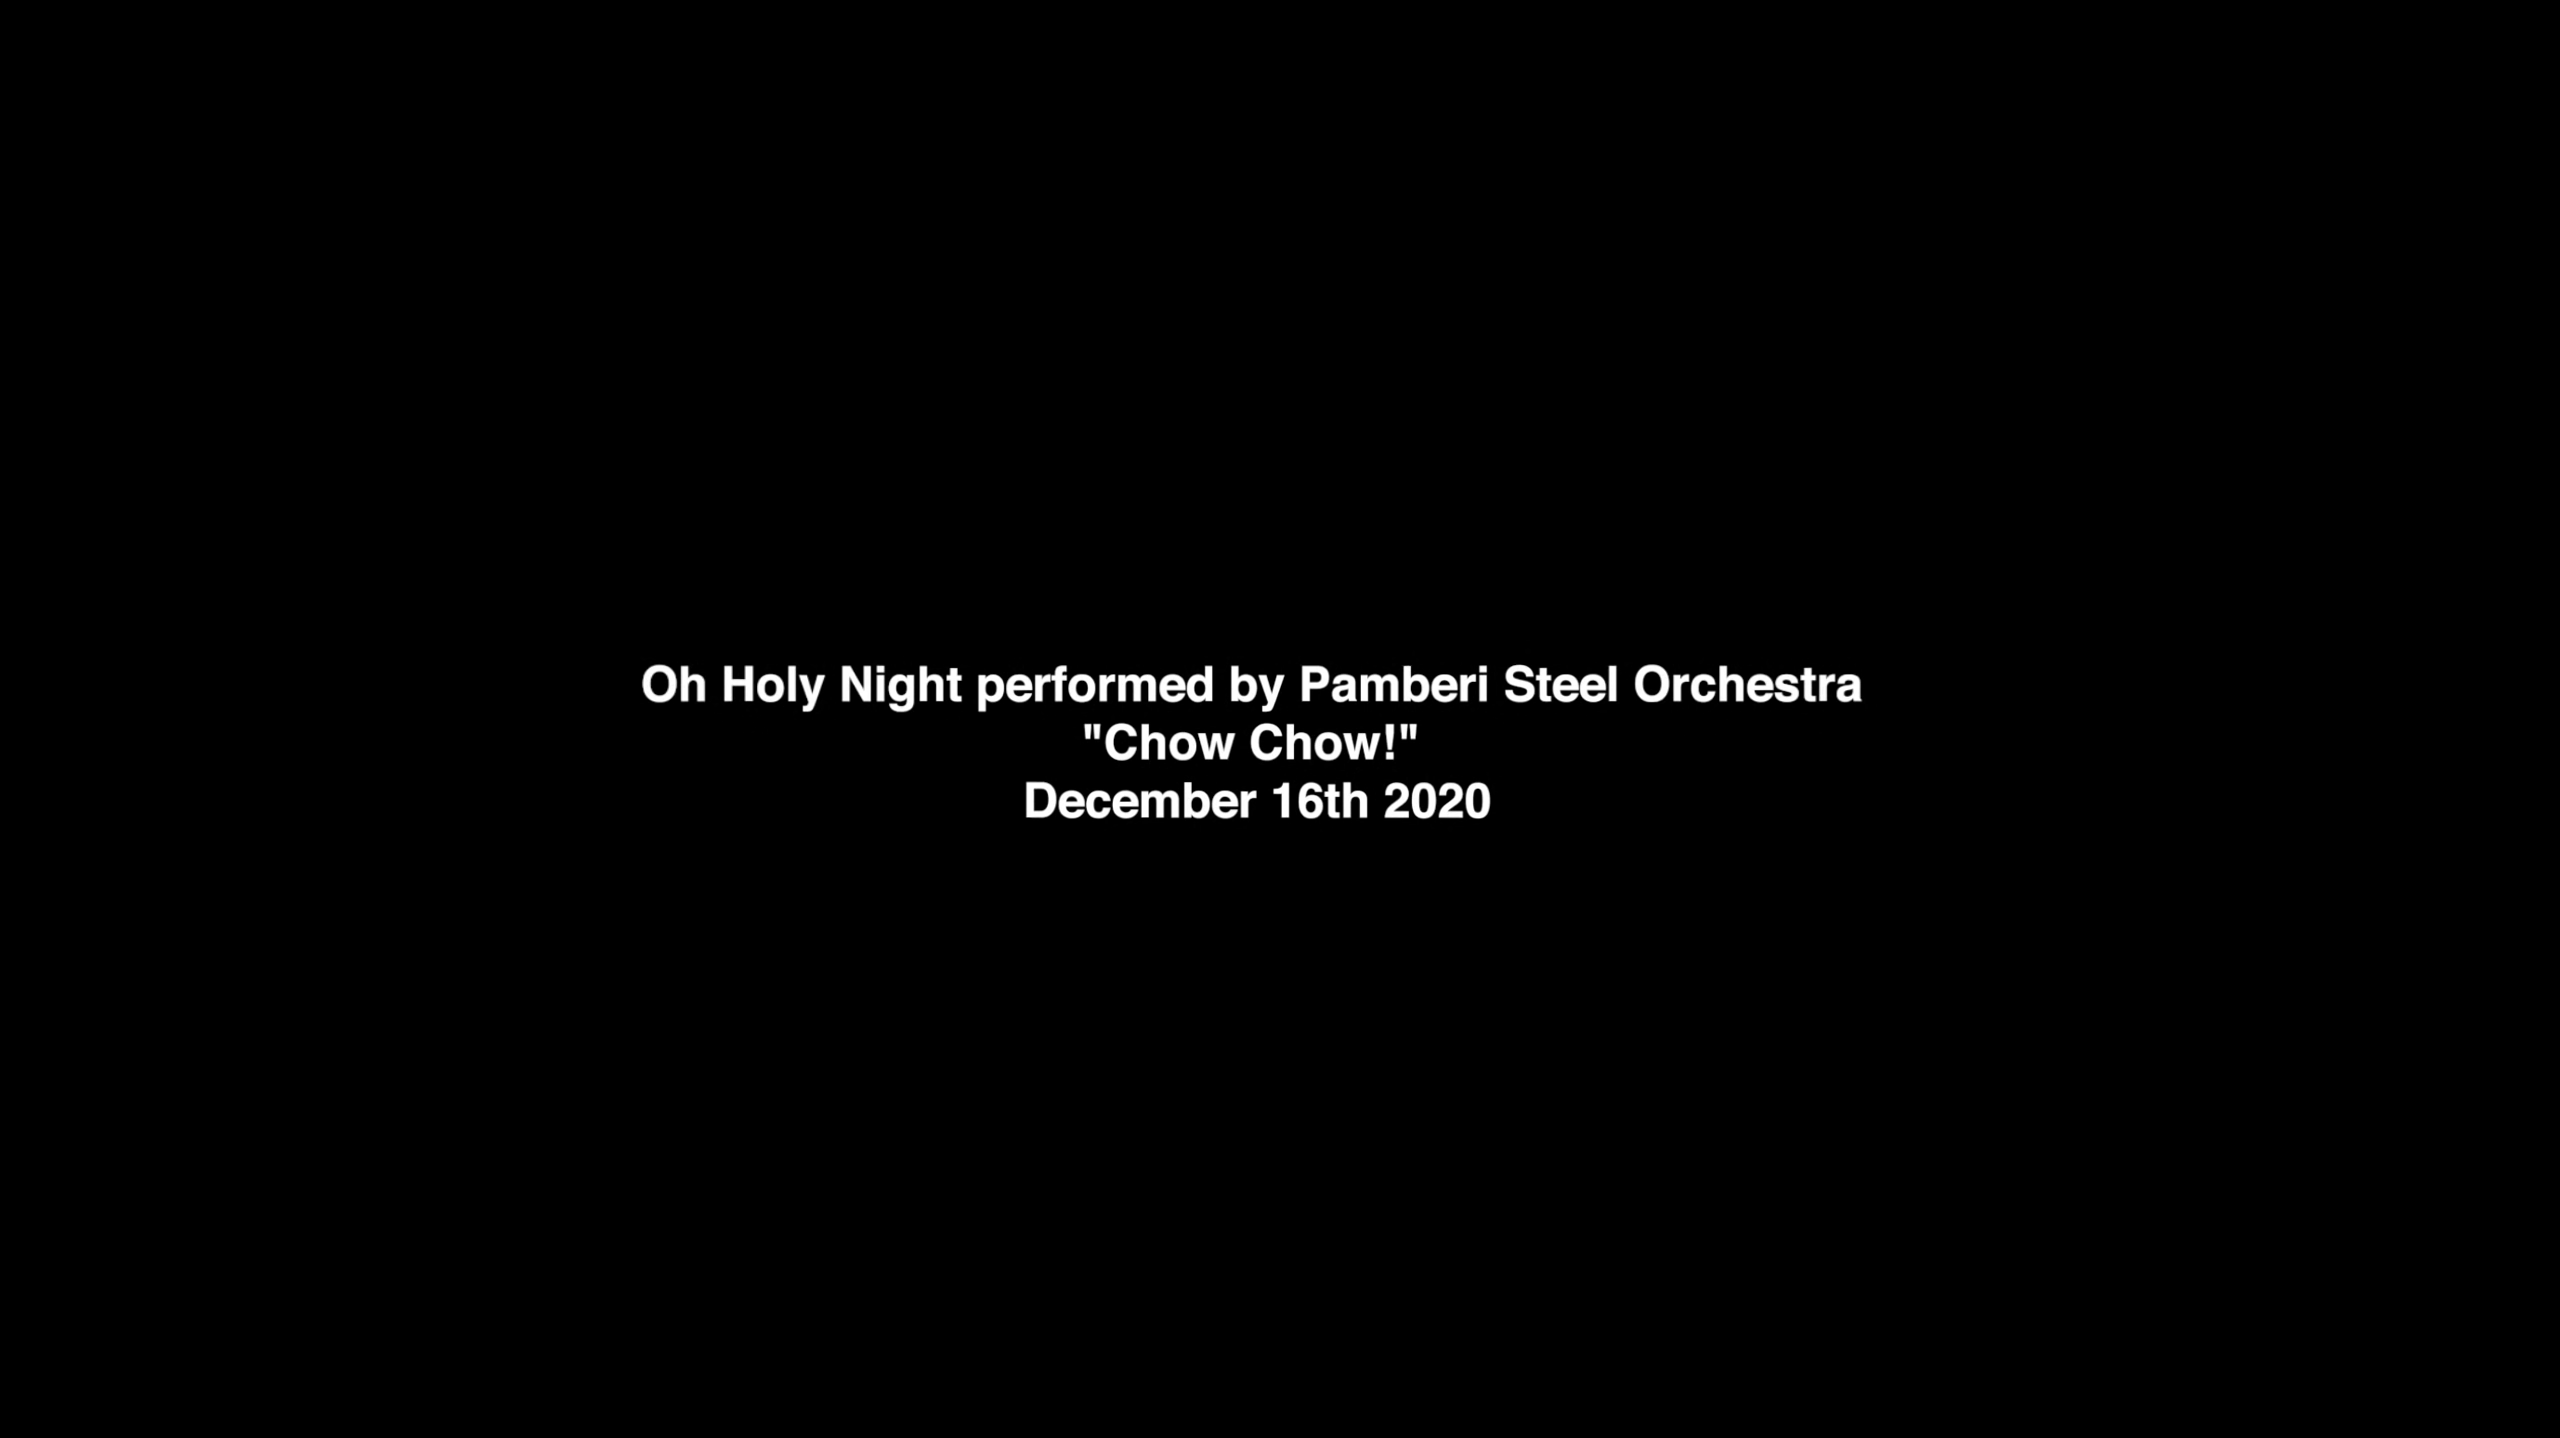 Oh Holy Night performed by Pamberi Steel Orchestra
"Chow Chow!"
December 16th 2020